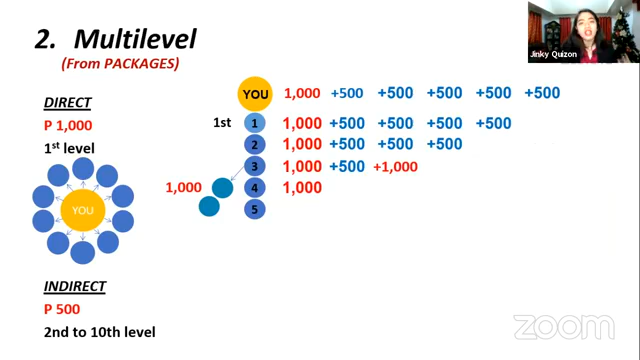 2. Multilevel
(From PACKAGES)
DIRECT
P 1,000
1st level
YOU
INDIRECT
P 500
2nd to 10th level
YOU 1,000 +500 +500 +500 +500 +500
1st 1 1,000 +500 +500 +500 +500
2 1,000 +500 +500 +500
3 1,000 +500 +1,000
1,000 4 1,000
5
Jinky Quizon
zoom